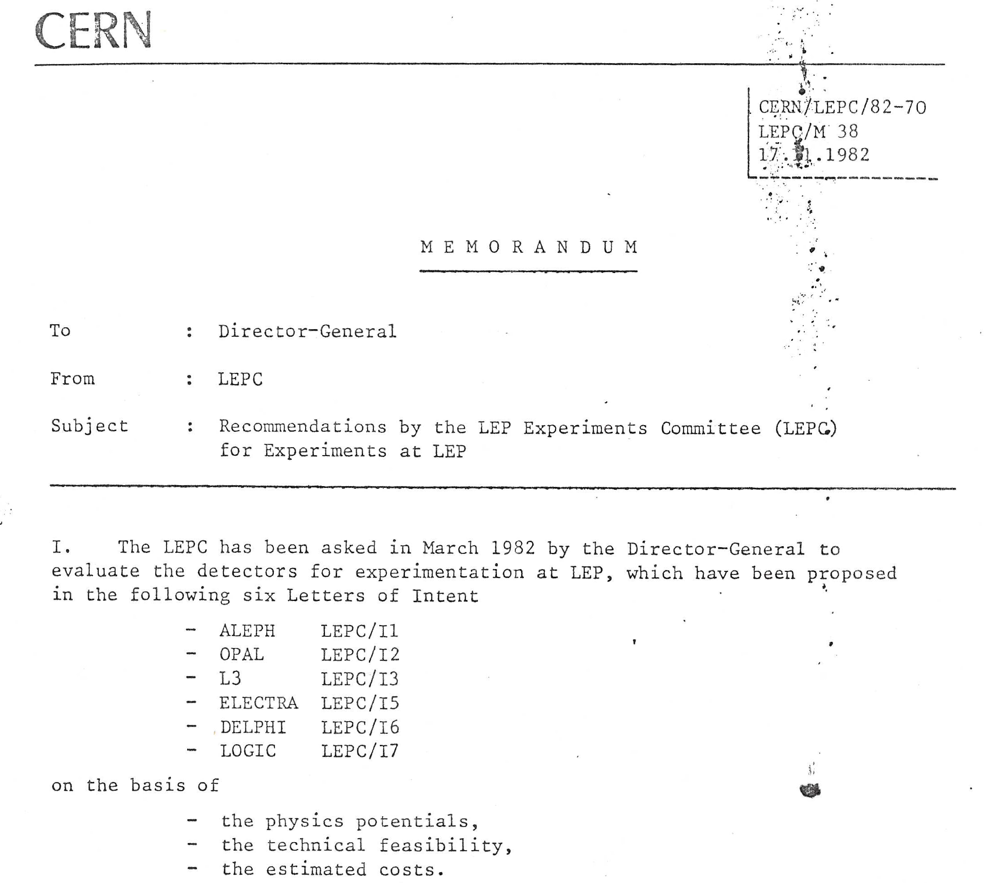 CERN
CERN/LEPC/82-70
LEPC/M 38
17.11.1982
M E M O R A N D U M
To : Director-General
From : LEPC
Subject : Recommendations by the LEP Experiments Committee (LEPC)
for Experiments at LEP
I. The LEPC has been asked in March 1982 by the Director-General to
evaluate the detectors for experimentation at LEP, which have been proposed
in the following six Letters of Intent
- ALEPH LEPC/I1
- OPAL LEPC/I2
- L3 LEPC/I3
- ELECTRA LEPC/I5
- DELPHI LEPC/I6
- LOGIC LEPC/I7
on the basis of
- the physics potentials,
- the technical feasibility,
- the estimated costs.